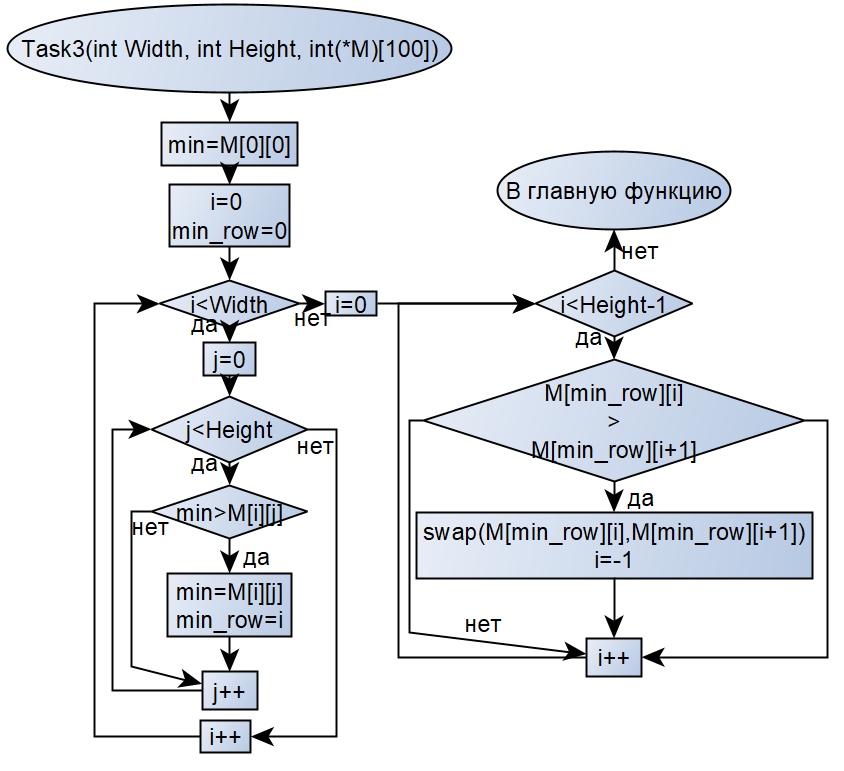 Task3(int Width, int Height, int(*M)[100])
min=M[0][0]
i=0
min_row=0
i<Width
да
нет
i=0
j=0
j<Height
да
нет
min>M[i][j]
нет
да
min=M[i][j]
min_row=i
j++
i++
В главную функцию
нет
i<Height-1
да
M[min_row][i]
>
M[min_row][i+1]
да
swap(M[min_row][i],M[min_row][i+1])
i=-1
нет
i++